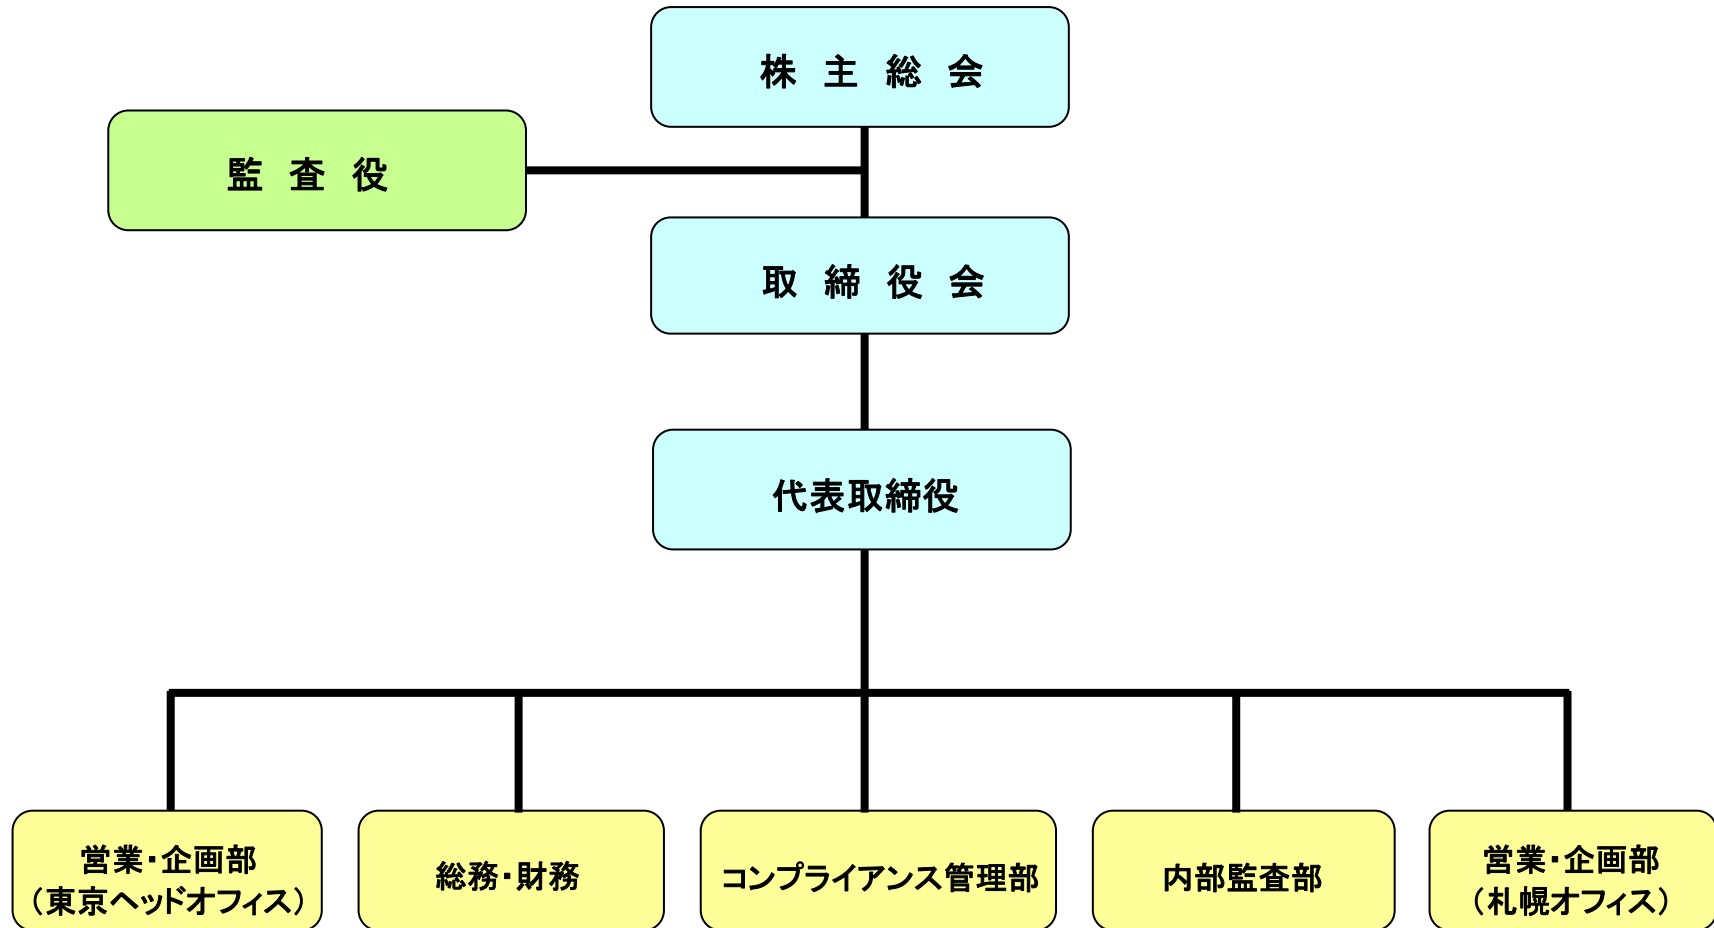 株 主 総 会
監 査 役
取 締 役 会
代表取締役
営業・企画部
（東京ヘッドオフィス）
総務・財務
コンプライアンス管理部
内部監査部
営業・企画部
（札幌オフィス）